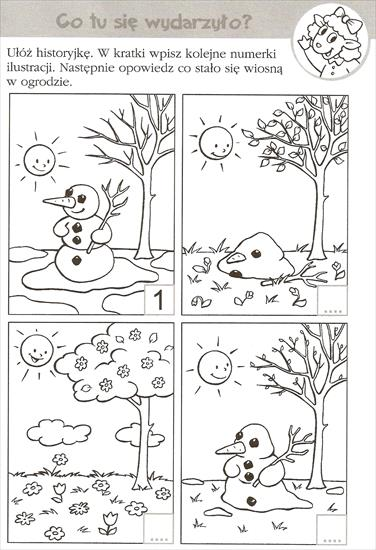 Co tu się wydarzyło?
Ułóż historyjkę. W kratki wpisz kolejne numerki
ilustracji. Następnie opowiedz co stało się wiosną
w ogrodzie.
1
....
....
....